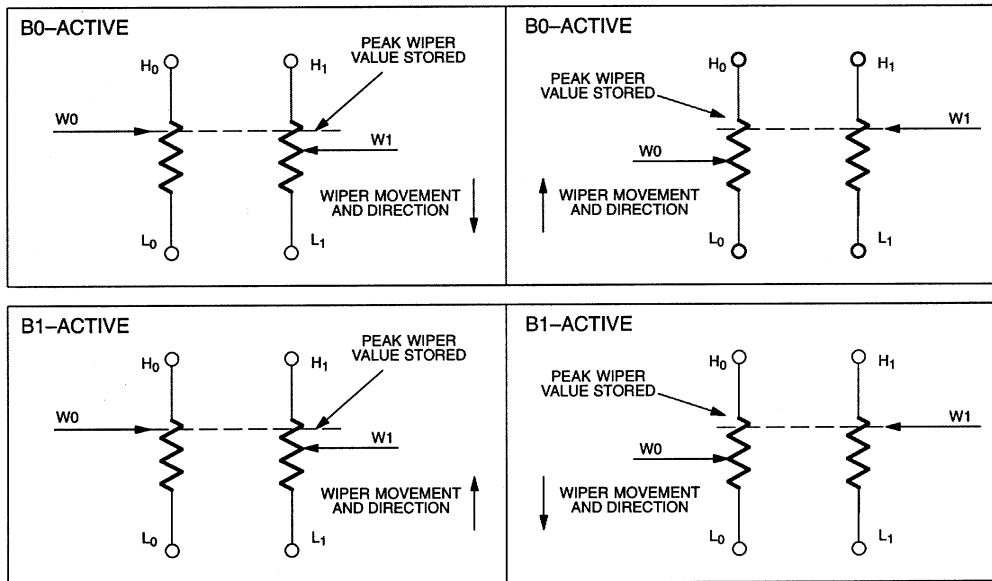 B0–ACTIVE
PEAK WIPER
VALUE STORED
H0
H1
W0
W1
WIPER MOVEMENT
AND DIRECTION
L0
L1
B0–ACTIVE
H0
H1
PEAK WIPER
VALUE STORED
W1
W0
WIPER MOVEMENT
AND DIRECTION
L0
L1
B1–ACTIVE
PEAK WIPER
VALUE STORED
H0
H1
W0
W1
WIPER MOVEMENT
AND DIRECTION
L0
L1
B1–ACTIVE
H0
H1
PEAK WIPER
VALUE STORED
W1
W0
WIPER MOVEMENT
AND DIRECTION
L0
L1